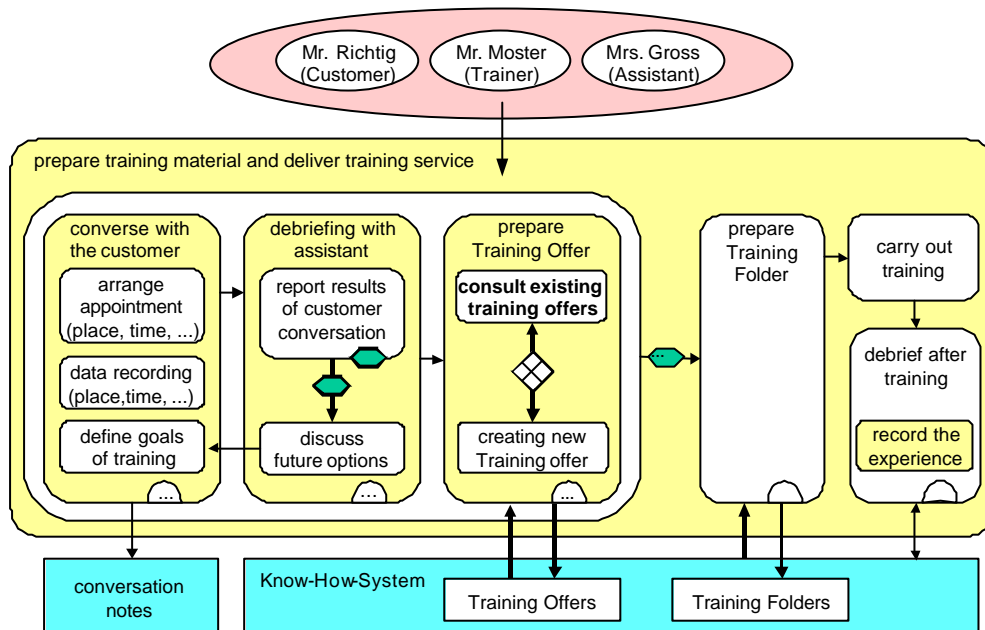 Mr. Richtig
(Customer)
Mr. Moster
(Trainer)
Mrs. Gross
(Assistant)
prepare training material and deliver training service
converse with
the customer
arrange
appointment
(place, time, ...)
data recording
(place,time, ...)
define goals
of training
...
debriefing with
assistant
report results
of customer
conversation
discuss
future options
...
prepare
Training Offer
consult existing
training offers
creating new
Training offer
...
...
prepare
Training
Folder
carry out
training
debrief after
training
record the
experience
conversation
notes
Know-How-System
Training Offers
Training Folders